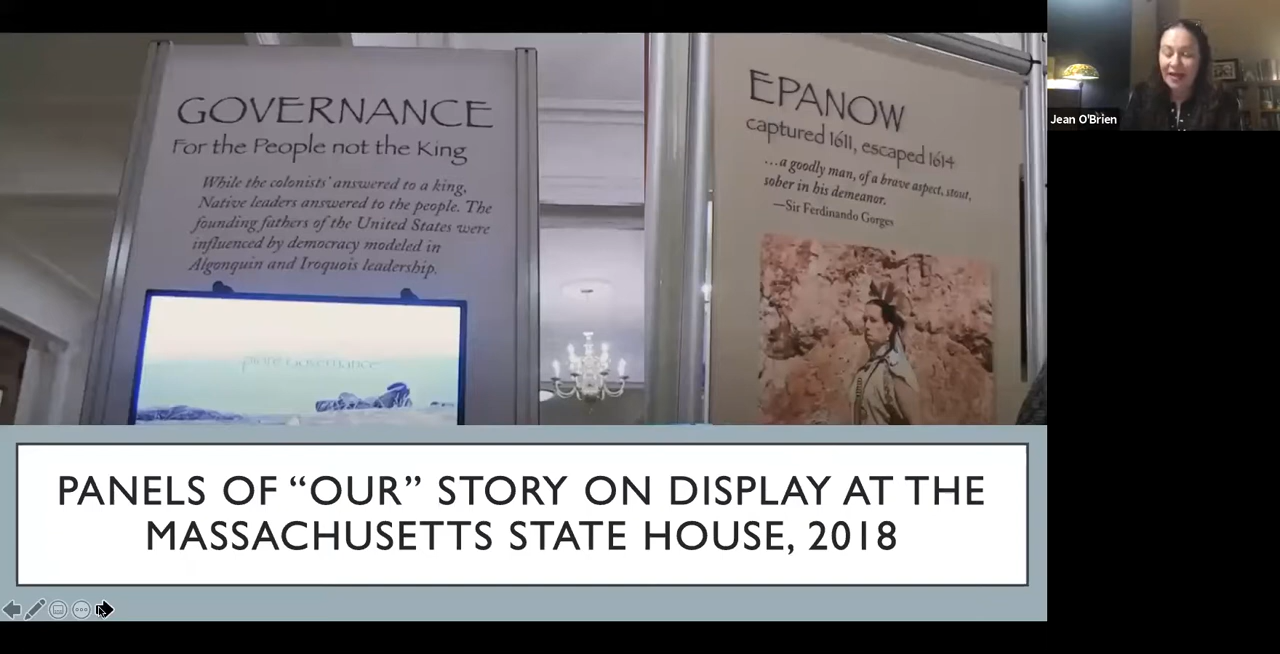 GOVERNANCE
For the People not the King
While the colonists' answered to a king,
Native leaders answered to the people. The
founding fathers of the United States were
influenced by democracy modeled in
Algonquin and Iroquois leadership.
EPANOW
captured 1611, escaped 1614
...a goodly man, of a brave aspect, stout,
sober in his demeanor.
—Sir Ferdinando Gorges
PANELS OF “OUR” STORY ON DISPLAY AT THE
MASSACHUSETTS STATE HOUSE, 2018
Jean O'Brien